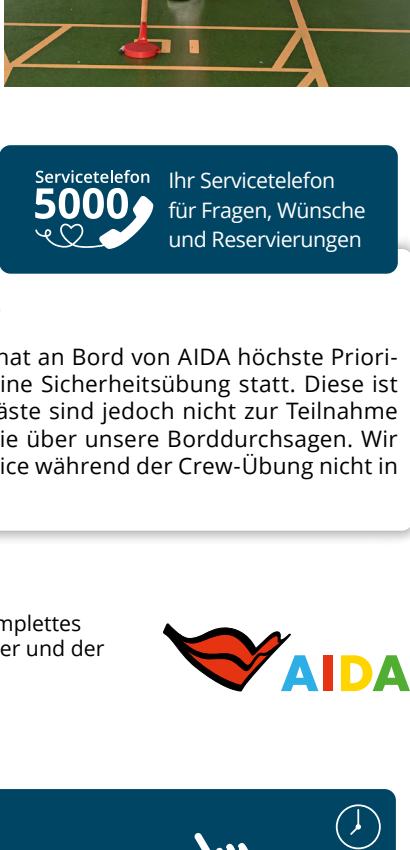 Servicetelefon
5000
Ihr Servicetelefon
für Fragen, Wünsche
und Reservierungen
hat an Bord von AIDA höchste Priori-
ine Sicherheitsübung statt. Diese ist
äste sind jedoch nicht zur Teilnahme
ie über unsere Borddurchsagen. Wir
ice während der Crew-Übung nicht in
mplettes
er und der
AIDA